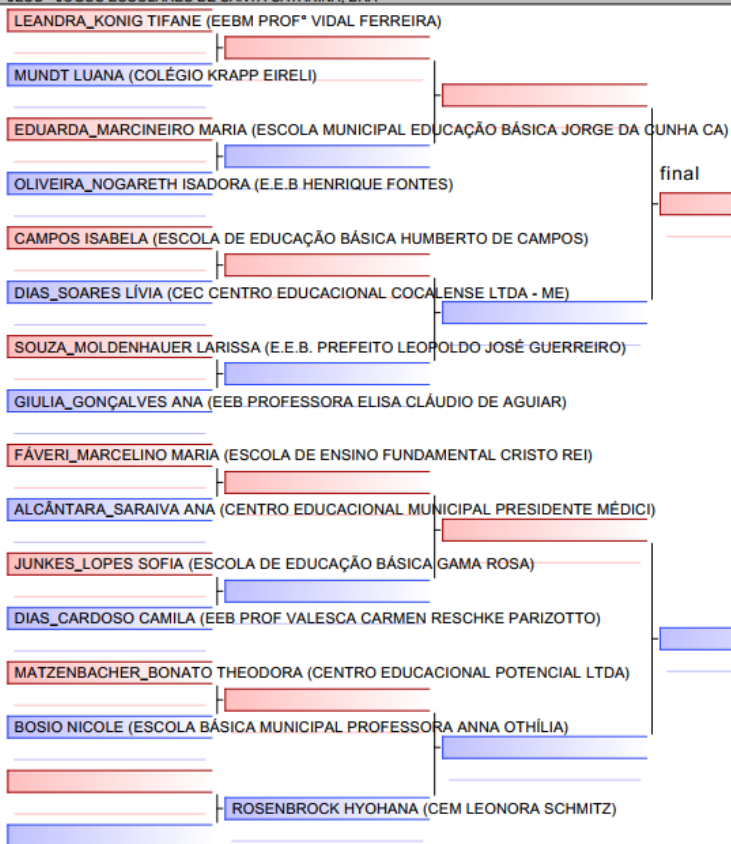 LEANDRA_KONIG TIFANE (EEBM PROF° VIDAL FERREIRA)
MUNDT LUANA (COLÉGIO KRAPP EIRELI)
EDUARDA_MARCINEIRO MARIA (ESCOLA MUNICIPAL EDUCAÇÃO BÁSICA JORGE DA CUNHA CA)
final
OLIVEIRA_NOGARETH ISADORA (E.E.B HENRIQUE FONTES)
CAMPOS ISABELA (ESCOLA DE EDUCAÇÃO BÁSICA HUMBERTO DE CAMPOS)
DIAS_SOARES LÍVIA (CEC CENTRO EDUCACIONAL COCALENSE LTDA - ME)
SOUZA_MOLDENHAUER LARISSA (E.E.B. PREFEITO LEOPOLDO JOSÉ GUERREIRO)
GIULIA_GONÇALVES ANA (EEB PROFESSORA ELISA CLÁUDIO DE AGUIAR)
FÁVERI_MARCELINO MARIA (ESCOLA DE ENSINO FUNDAMENTAL CRISTO REI)
ALCÂNTARA_SARAIVA ANA (CENTRO EDUCACIONAL MUNICIPAL PRESIDENTE MÉDICI)
JUNKES_LOPES SOFIA (ESCOLA DE EDUCAÇÃO BÁSICA GAMA ROSA)
DIAS_CARDOSO CAMILA (EEB PROF VALESCA CARMEN RESCHKE PARIZOTTO)
MATZENBACHER_BONATO THEODORA (CENTRO EDUCACIONAL POTENCIAL LTDA)
BOSIO NICOLE (ESCOLA BÁSICA MUNICIPAL PROFESSORA ANNA OTHÍLIA)
ROSENBROCK HYOHANA (CEM LEONORA SCHMITZ)